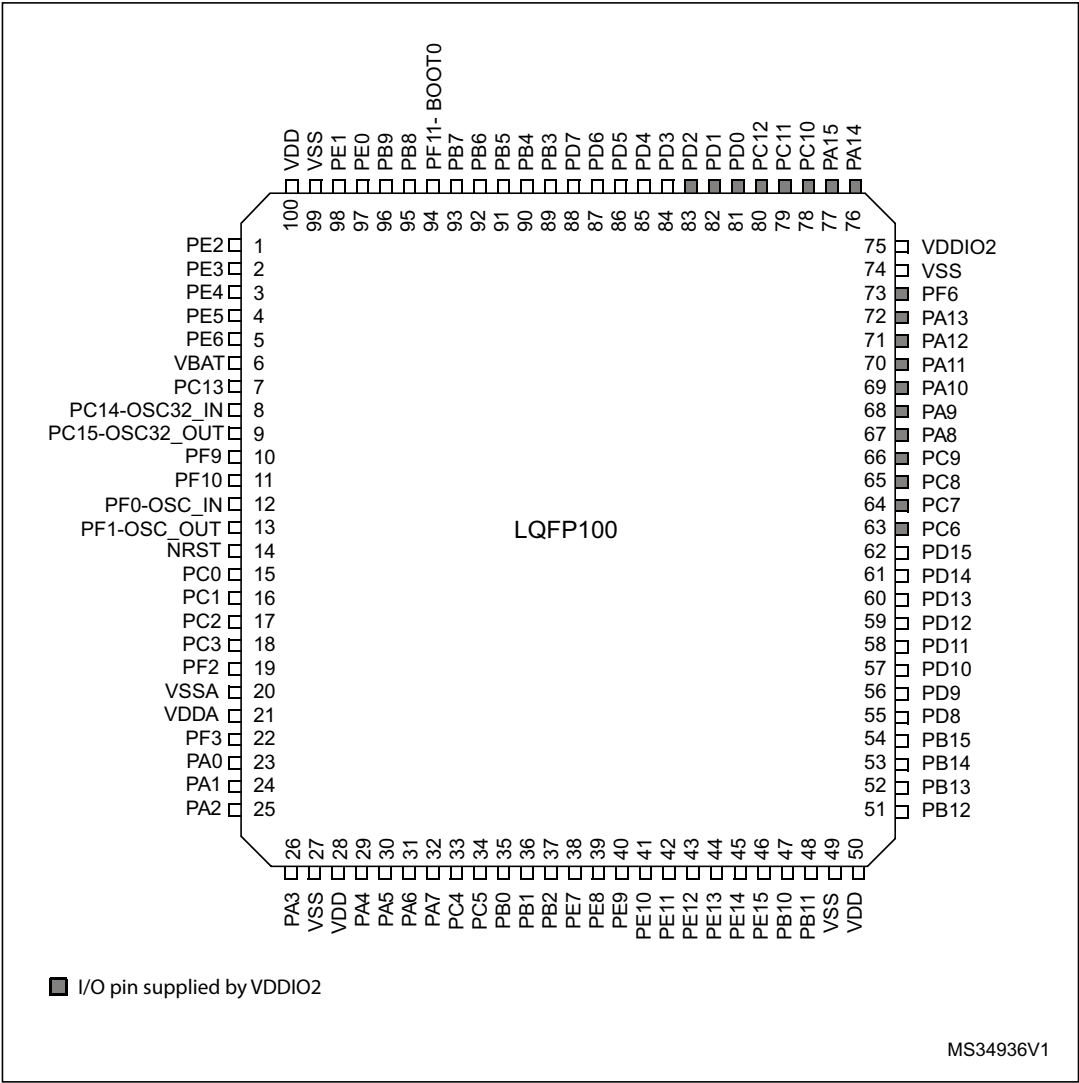 100 VDD
99 VSS
98 PE1
97 PE0
96 PB9
95 PB8
94 PF11- BOOT0
93 PB7
92 PB6
91 PB5
90 PB4
89 PB3
88 PD7
87 PD6
86 PD5
85 PD4
84 PD3
83 PD2
82 PD1
81 PD0
80 PC12
79 PC11
78 PC10
77 PA15
76 PA14
PE2 1
PE3 2
PE4 3
PE5 4
PE6 5
VBAT 6
PC13 7
PC14-OSC32_IN 8
PC15-OSC32_OUT 9
PF9 10
PF10 11
PF0-OSC_IN 12
PF1-OSC_OUT 13
NRST 14
PC0 15
PC1 16
PC2 17
PC3 18
PF2 19
VSSA 20
VDDA 21
PF3 22
PA0 23
PA1 24
PA2 25
LQFP100
75 VDDIO2
74 VSS
73 PF6
72 PA13
71 PA12
70 PA11
69 PA10
68 PA9
67 PA8
66 PC9
65 PC8
64 PC7
63 PC6
62 PD15
61 PD14
60 PD13
59 PD12
58 PD11
57 PD10
56 PD9
55 PD8
54 PB15
53 PB14
52 PB13
51 PB12
PA3 26
VSS 27
VDD 28
PA4 29
PA5 30
PA6 31
PA7 32
PC4 33
PC5 34
PB0 35
PB1 36
PB2 37
PE7 38
PE8 39
PE9 40
PE10 41
PE11 42
PE12 43
PE13 44
PE14 45
PE15 46
PB10 47
PB11 48
VSS 49
VDD 50
I/O pin supplied by VDDIO2
MS34936V1